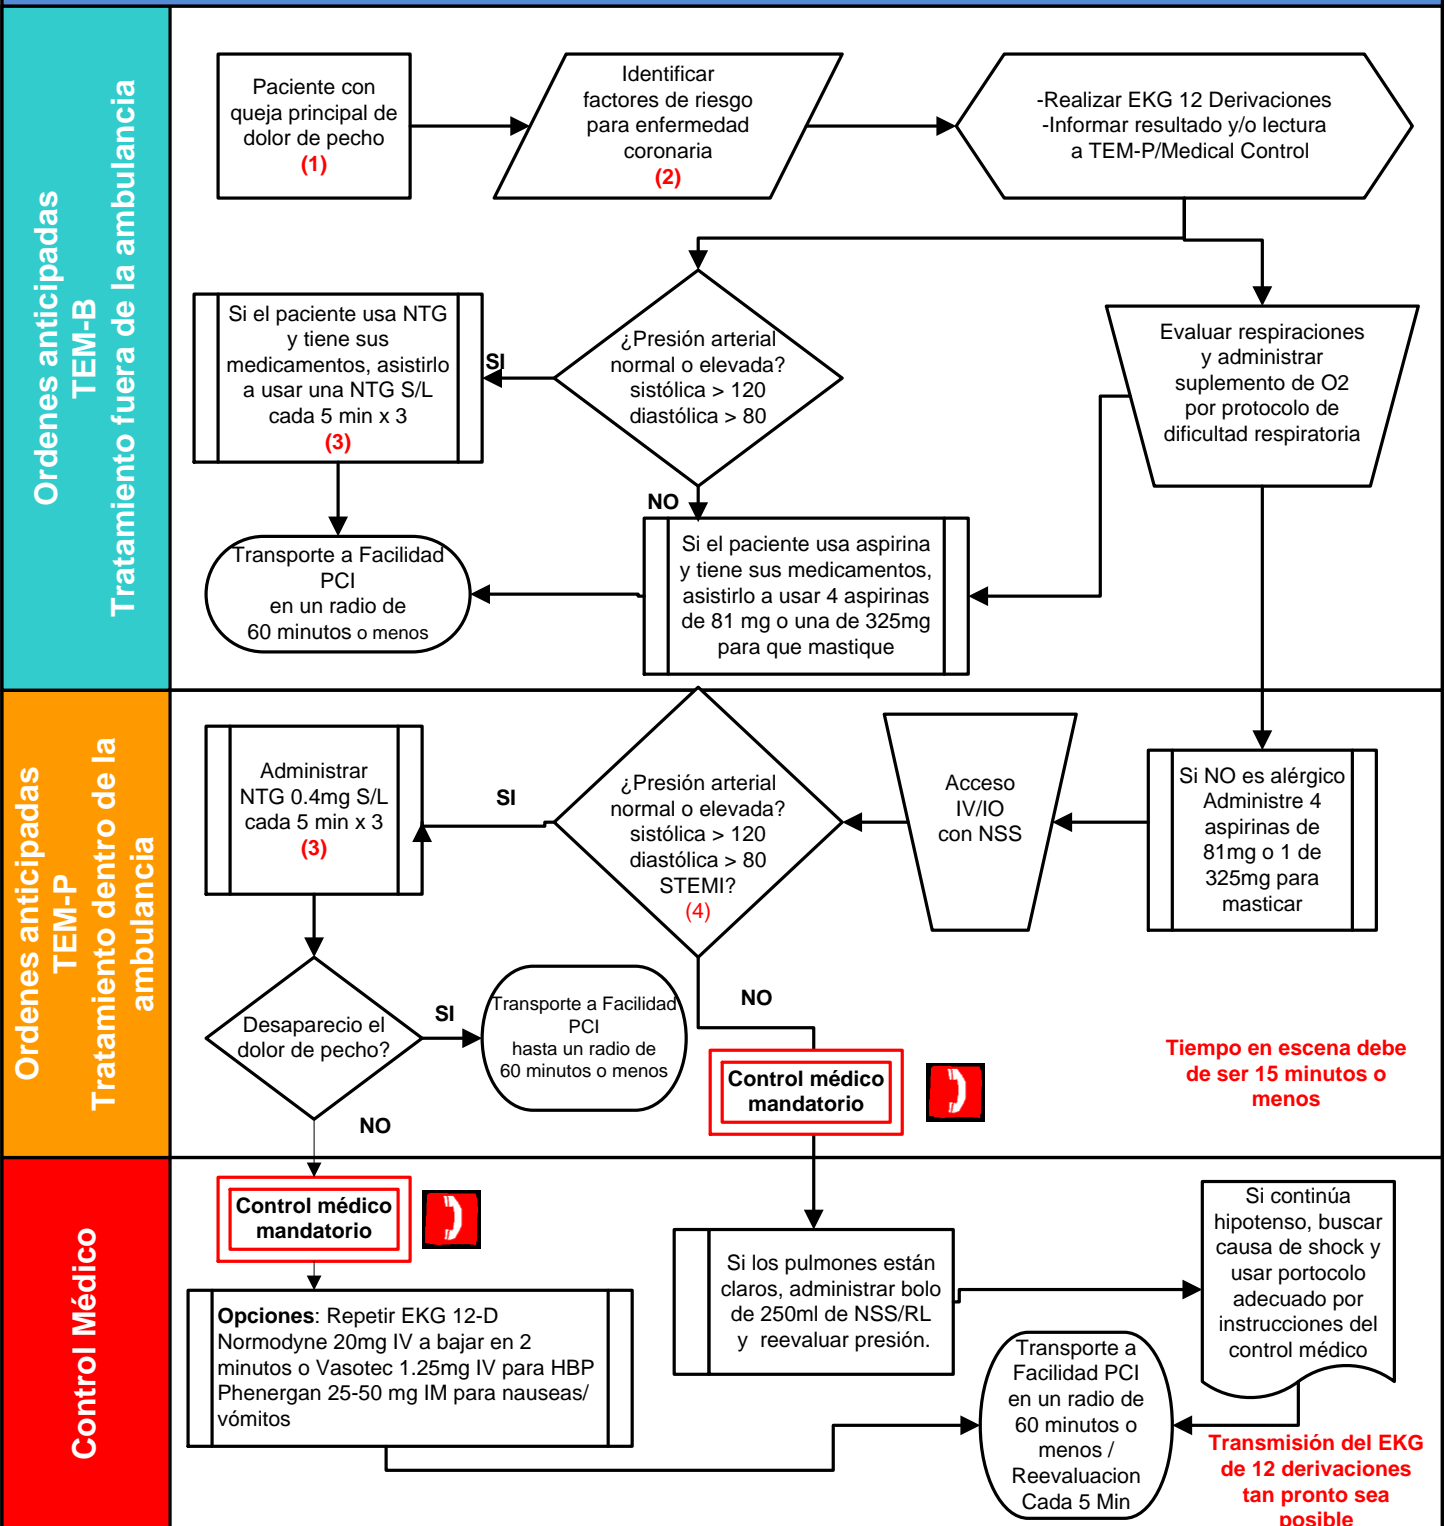 Ordenes anticipadas
TEM-B
Tratamiento fuera de la ambulancia
Paciente con
queja principal de
dolor de pecho
(1)
Identificar
factores de riesgo
para enfermedad
coronaria
(2)
-Realizar EKG 12 Derivaciones
-Informar resultado y/o lectura
a TEM-P/Medical Control
Si el paciente usa NTG
y tiene sus
medicamentos, asistirlo
a usar una NTG S/L
cada 5 min x 3
(3)
SI
¿Presión arterial
normal o elevada?
sistólica > 120
diastólica > 80
NO
Evaluar respiraciones
y administrar
suplemento de O2
por protocolo de
dificultad respiratoria
Transporte a Facilidad
PCI
en un radio de
60 minutos o menos
Si el paciente usa aspirina
y tiene sus medicamentos,
asistirlo a usar 4 aspirinas
de 81 mg o una de 325mg
para que mastique
Ordenes anticipadas
TEM-P
Tratamiento dentro de la
ambulancia
Administrar
NTG 0.4mg S/L
cada 5 min x 3
(3)
SI
¿Presión arterial
normal o elevada?
sistólica > 120
diastólica > 80
STEMI?
(4)
Acceso
IV/IO
con NSS
Si NO es alérgico
Administre 4
aspirinas de
81mg o 1 de
325mg para
masticar
Desaparecio el
dolor de pecho?
SI
Transporte a Facilidad
PCI
hasta un radio de
60 minutos o menos
NO
NO
Control médico
mandatorio
Tiempo en escena debe
de ser 15 minutos o
menos
Control Médico
Control médico
mandatorio
Opciones: Repetir EKG 12-D
Normodyne 20mg IV a bajar en 2
minutos o Vasotec 1.25mg IV para HBP
Phenergan 25-50 mg IM para nauseas/
vómitos
Si los pulmones están
claros, administrar bolo
de 250ml de NSS/RL
y reevaluar presión.
Si continúa
hipotenso, buscar
causa de shock y
usar portocolo
adecuado por
instrucciones del
control médico
Transporte a
Facilidad PCI
en un radio de
60 minutos o
menos /
Reevaluacion
Cada 5 Min
Transmisión del EKG
de 12 derivaciones
tan pronto sea
posible